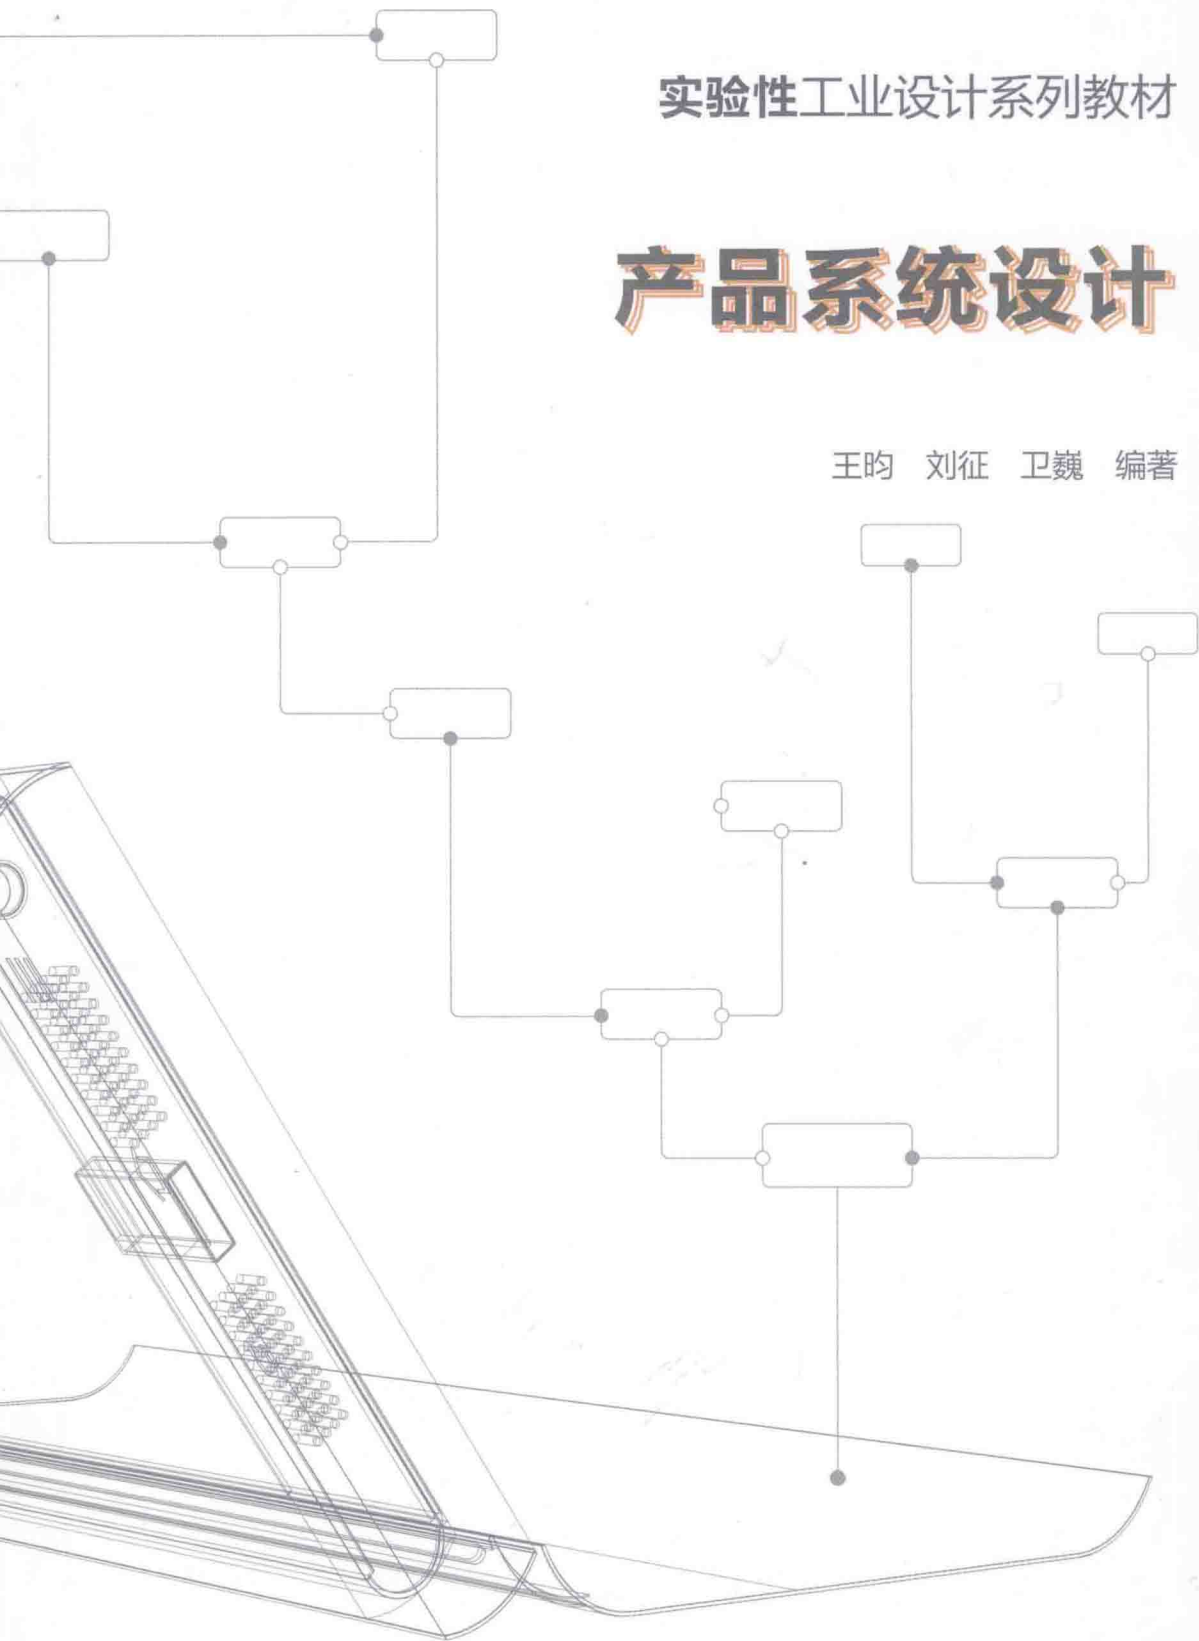 实验性工业设计系列教材
产品系统设计
王昀 刘征 卫巍 编著